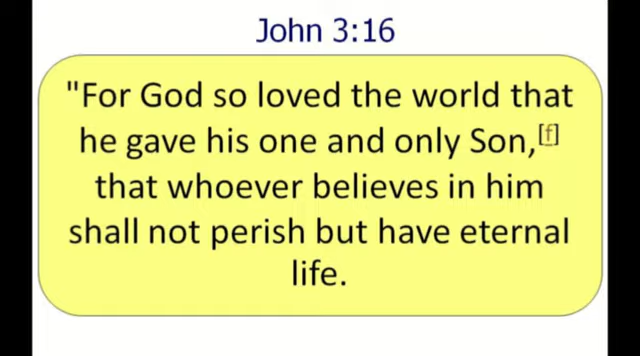 John 3:16
"For God so loved the world that
he gave his one and only Son,[f]
that whoever believes in him
shall not perish but have eternal
life.